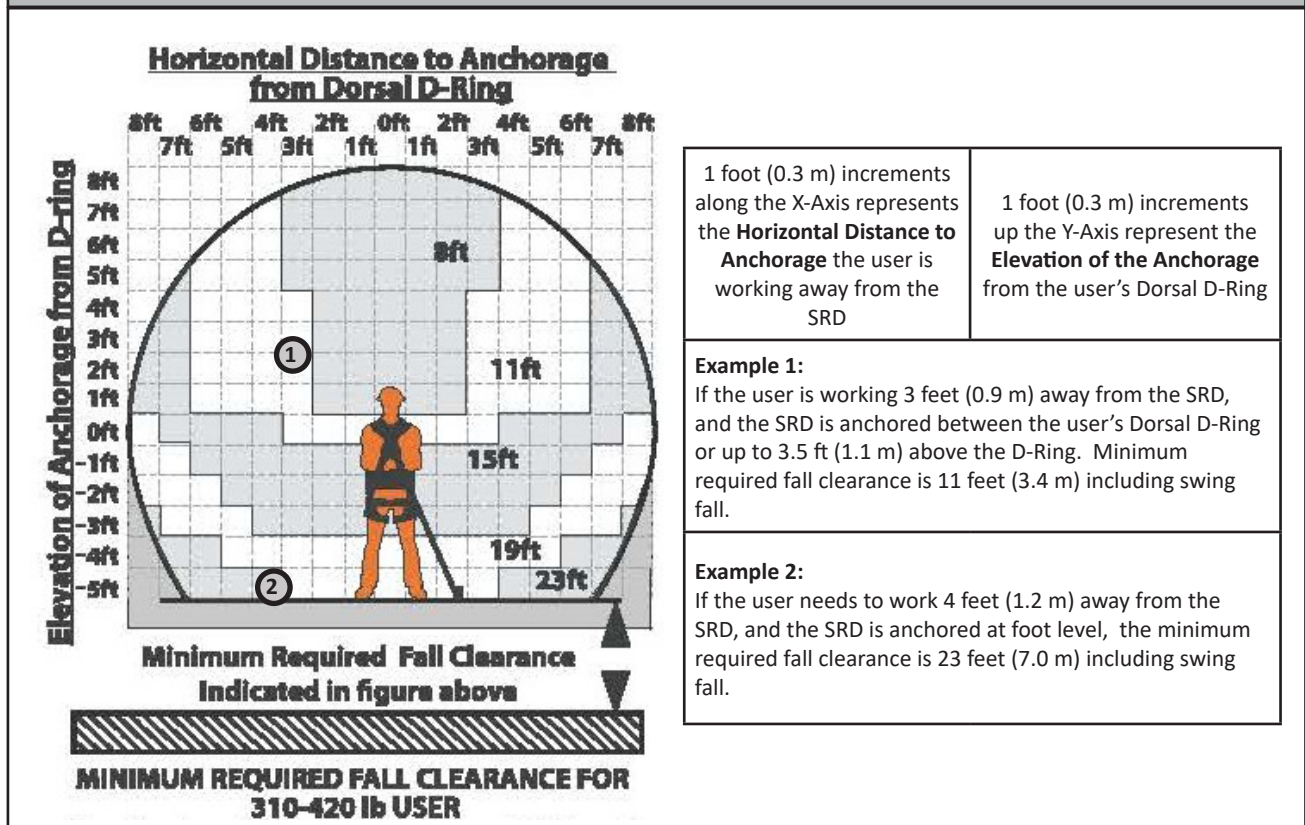 Horizontal Distance to Anchorage
from Dorsal D-Ring
8ft 6ft 4ft 2ft 0ft 2ft 4ft 6ft 8ft
7ft 5ft 3ft 1ft 1ft 3ft 5ft 7ft
Elevation of Anchorage from D-ring
8ft
7ft
6ft
5ft
4ft
3ft
2ft
1ft
0ft
-1ft
-2ft
-3ft
-4ft
-5ft
8ft
1
11ft
15ft
19ft
2
23ft
Minimum Required Fall Clearance
Indicated in figure above
MINIMUM REQUIRED FALL CLEARANCE FOR
310-420 lb USER
1 foot (0.3 m) increments
along the X-Axis represents
the Horizontal Distance to
Anchorage the user is
working away from the
SRD
1 foot (0.3 m) increments
up the Y-Axis represent the
Elevation of the Anchorage
from the user's Dorsal D-Ring
Example 1:
If the user is working 3 feet (0.9 m) away from the SRD,
and the SRD is anchored between the user's Dorsal D-Ring
or up to 3.5 ft (1.1 m) above the D-Ring. Minimum
required fall clearance is 11 feet (3.4 m) including swing
fall.
Example 2:
If the user needs to work 4 feet (1.2 m) away from the
SRD, and the SRD is anchored at foot level, the minimum
required fall clearance is 23 feet (7.0 m) including swing
fall.